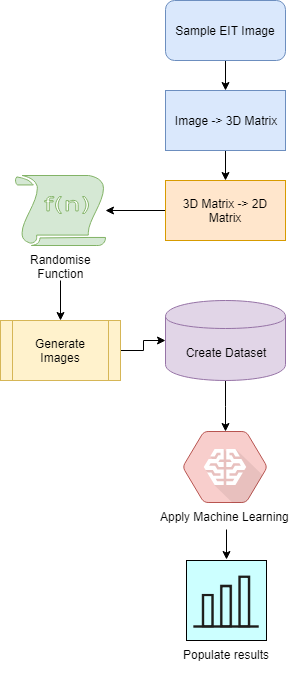 Sample EIT Image
Image -> 3D Matrix
3D Matrix -> 2D
Matrix
f(n)
Randomise
Function
Generate
Images
Create Dataset
Apply Machine Learning
Populate results